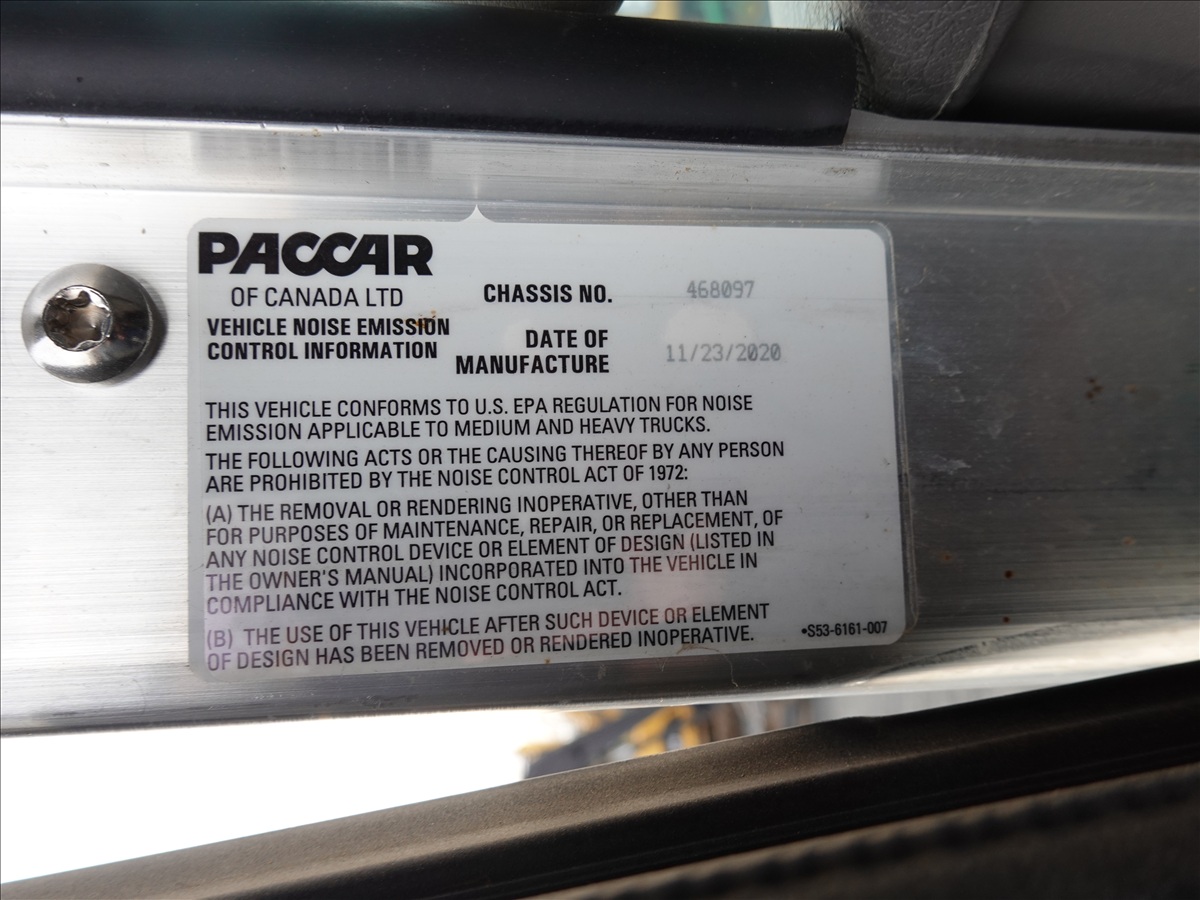 PACCAR
OF CANADA LTD
CHASSIS NO. 468097
VEHICLE NOISE EMISSION
CONTROL INFORMATION
DATE OF
MANUFACTURE 11/23/2020
THIS VEHICLE CONFORMS TO U.S. EPA REGULATION FOR NOISE
EMISSION APPLICABLE TO MEDIUM AND HEAVY TRUCKS.
THE FOLLOWING ACTS OR THE CAUSING THEREOF BY ANY PERSON
ARE PROHIBITED BY THE NOISE CONTROL ACT OF 1972:
(A) THE REMOVAL OR RENDERING INOPERATIVE, OTHER THAN
FOR PURPOSES OF MAINTENANCE, REPAIR, OR REPLACEMENT, OF
ANY NOISE CONTROL DEVICE OR ELEMENT OF DESIGN (LISTED IN
THE OWNER'S MANUAL) INCORPORATED INTO THE VEHICLE IN
COMPLIANCE WITH THE NOISE CONTROL ACT.
(B) THE USE OF THIS VEHICLE AFTER SUCH DEVICE OR ELEMENT
OF DESIGN HAS BEEN REMOVED OR RENDERED INOPERATIVE.
•S53-6161-007